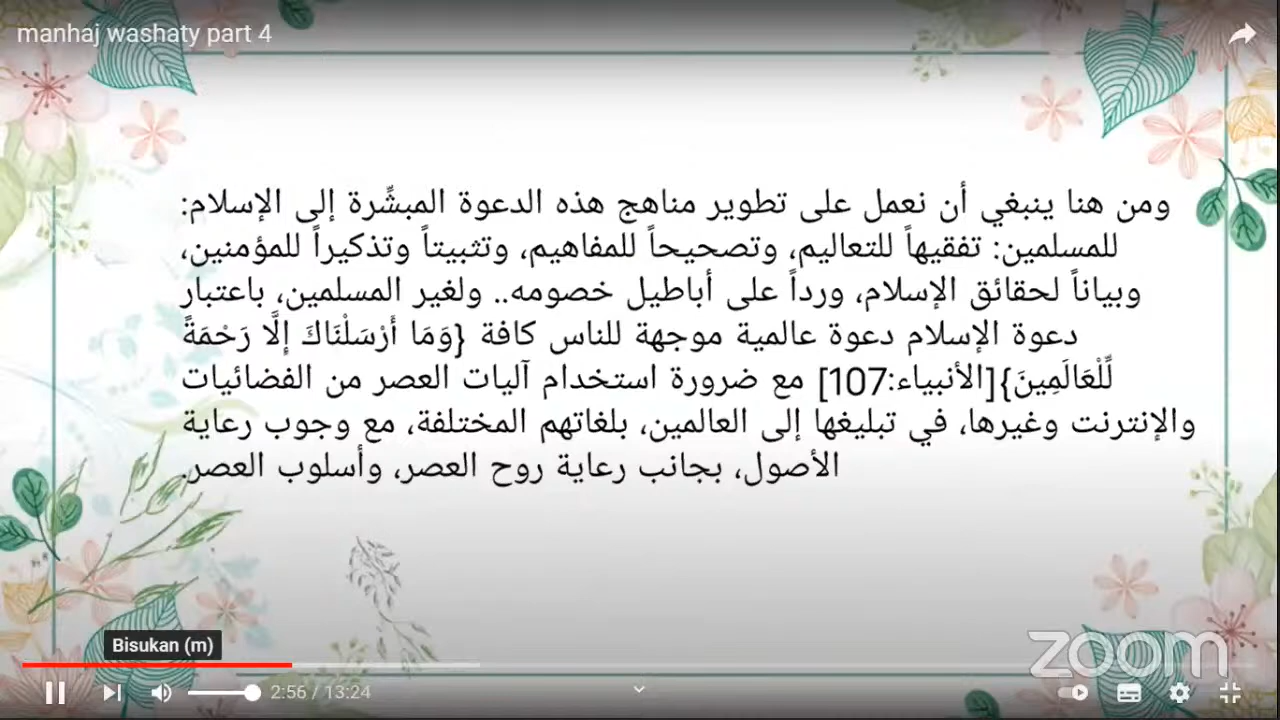 manhaj washaty part 4
ومن هنا ينبغي أن نعمل على تطوير مناهج هذه الدعوة المبشِّرة إلى الإسلام:
للمسلمين: تفقيهاً للتعاليم، وتصحيحاً للمفاهيم، وتثبيتاً وتذكيراً للمؤمنين،
وبياناً لحقائق الإسلام، ورداً على أباطيل خصومه.. ولغير المسلمين، باعتبار
دعوة الإسلام دعوة عالمية موجهة للناس كافة {وَمَا أَرْسَلْنَاكَ إِلَّا رَحْمَةً
لِّلْعَالَمِينَ}[الأنبياء:107] مع ضرورة استخدام آليات العصر من الفضائيات
والإنترنت وغيرها، في تبليغها إلى العالمين، بلغاتهم المختلفة، مع وجوب رعاية
الأصول، بجانب رعاية روح العصر، وأسلوب العصر.
zoom
Bisukan (m)
2:56 / 13:24